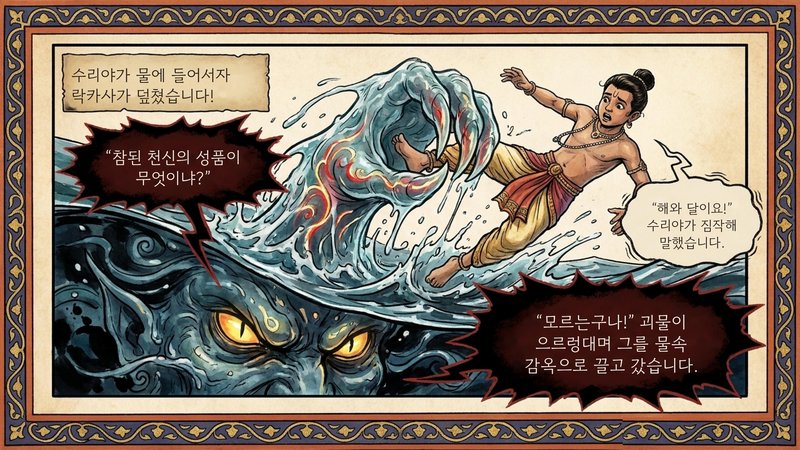 수리야가 물에 들어서자
락카사가 덮쳤습니다!
“참된 천신의 성품이
무엇이냐?”
“해와 달이요!”
수리야가 짐작해
말했습니다.
“모르는구나!” 괴물이
으르렁대며 그를 물속
감옥으로 끌고 갔습니다.